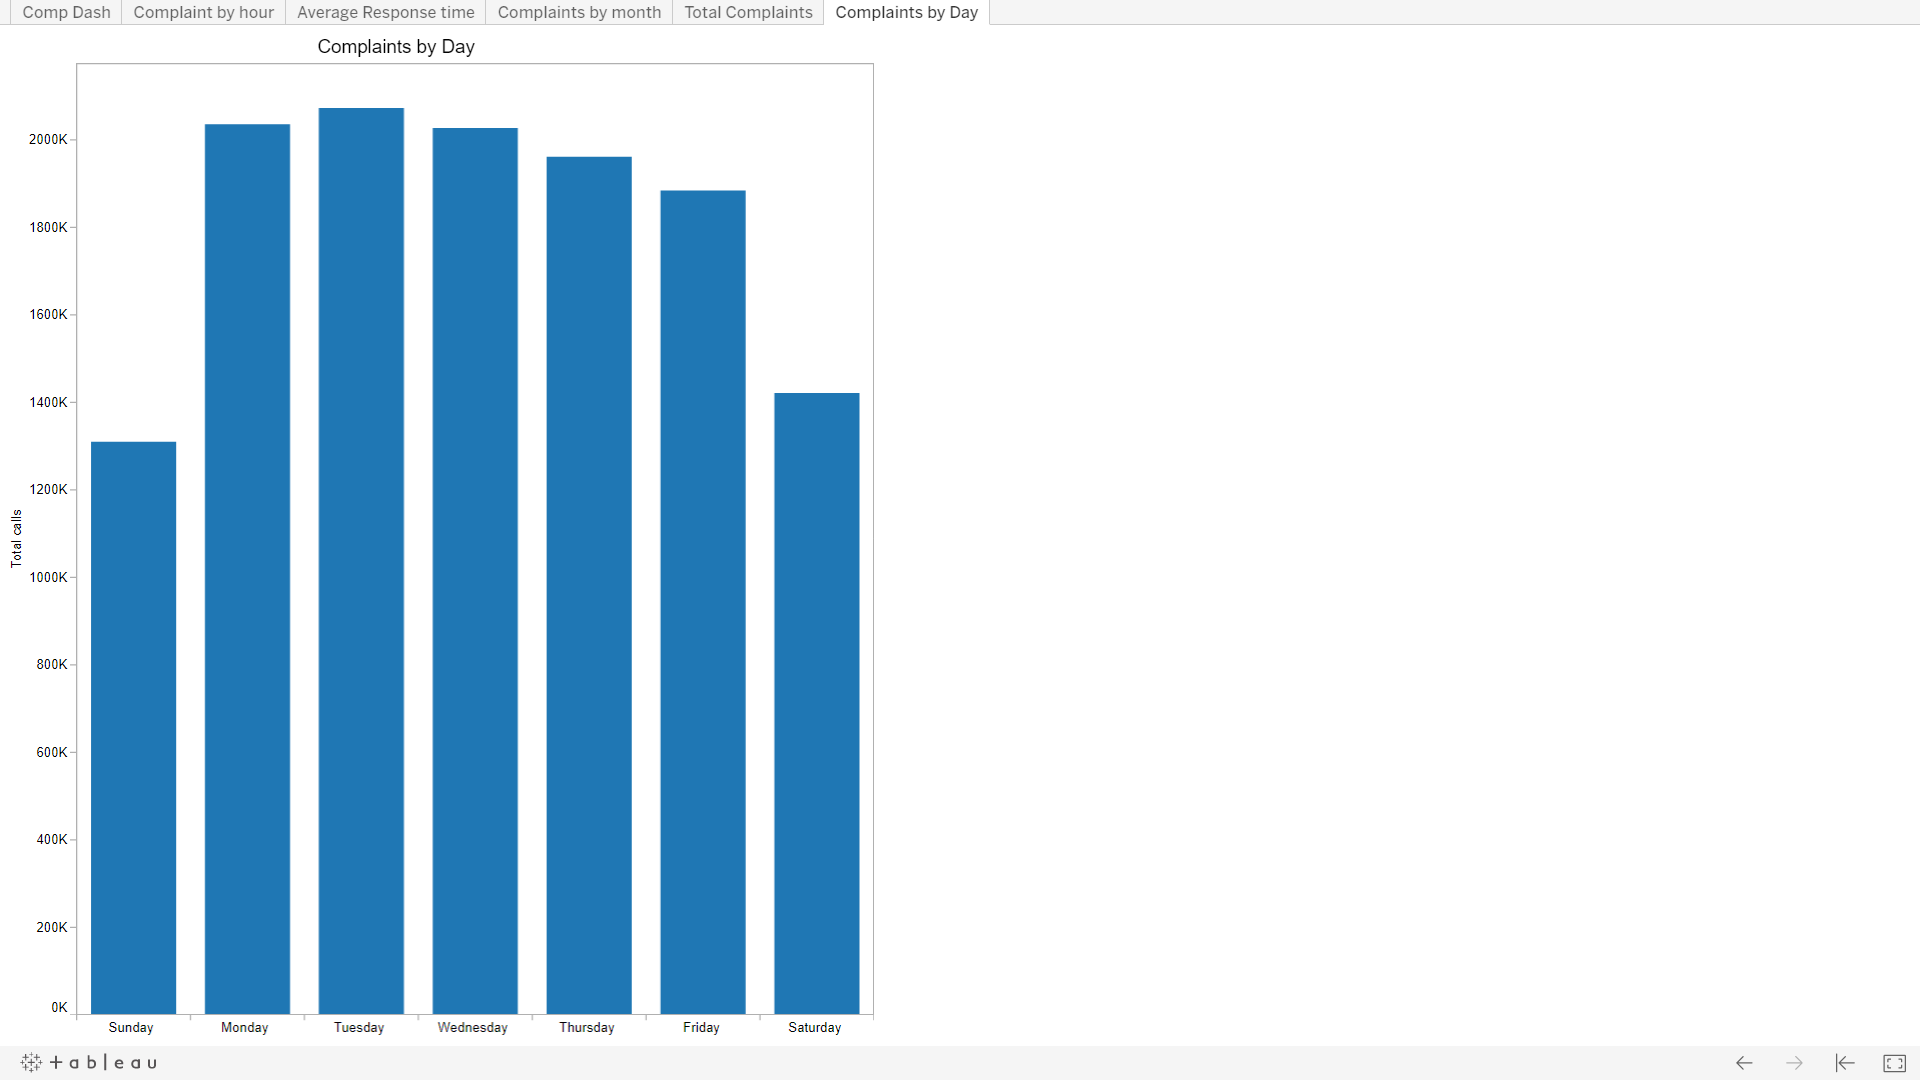 Comp Dash Complaint by hour Average Response time Complaints by month Total Complaints Complaints by Day
Complaints by Day
2000K
1800K
1600K
1400K
1200K
1000K
800K
600K
400K
200K
0K
Total calls
Sunday Monday Tuesday Wednesday Thursday Friday Saturday
+ableau